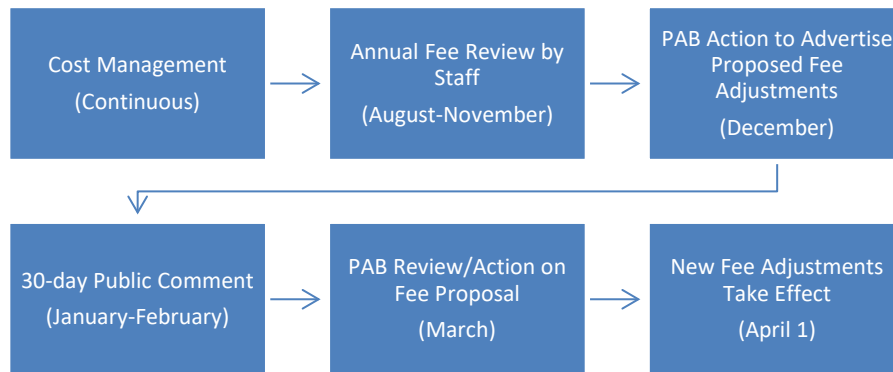 Cost Management
(Continuous)
Annual Fee Review by
Staff
(August-November)
PAB Action to Advertise
Proposed Fee
Adjustments
(December)
30-day Public Comment
(January-February)
PAB Review/Action on
Fee Proposal
(March)
New Fee Adjustments
Take Effect
(April 1)